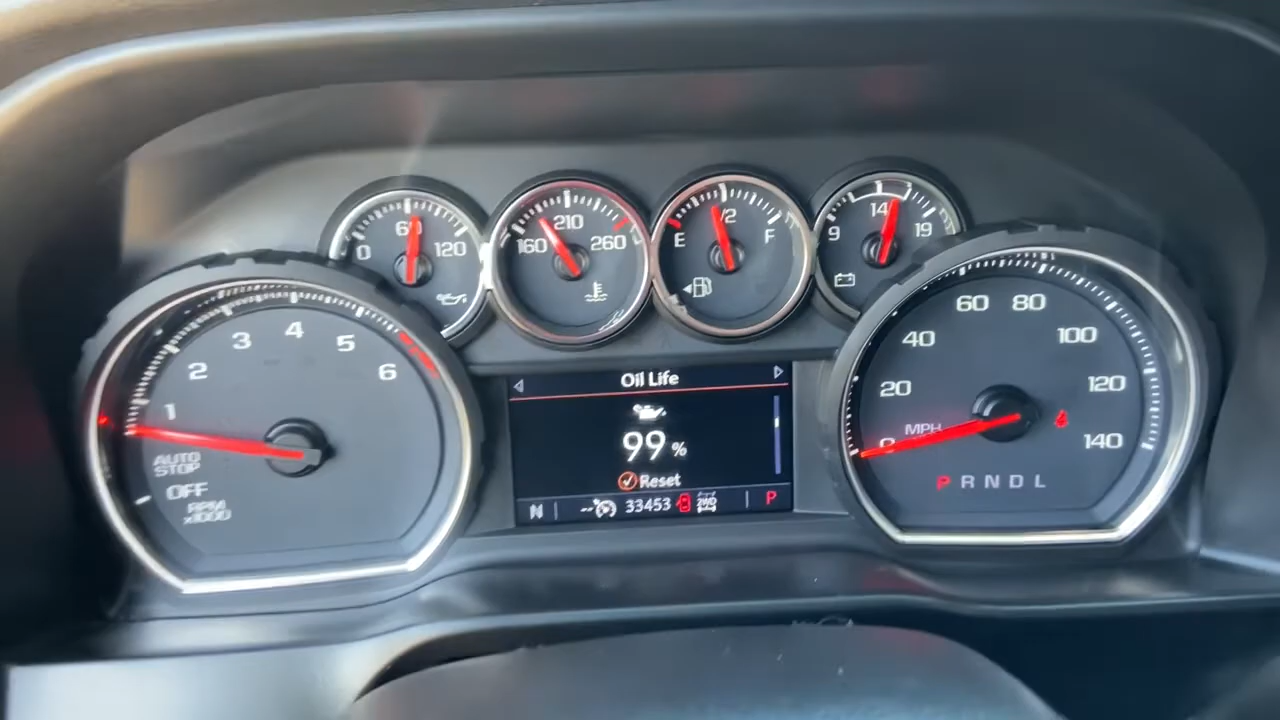 0 60 120
160 210 260
E 1/2 F
9 14 19
1 2 3 4 5 6
AUTO
STOP
OFF
RPM
x1000
Oil Life
99 %
Reset
N -- 33453 2WD P
0 20 40 60 80 100 120 140
MPH
P R N D L